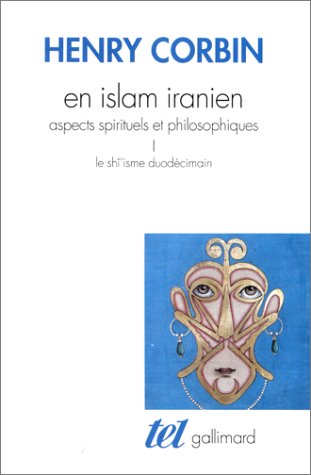 HENRY CORBIN
en islam iranien
aspects spirituels et philosophiques
I
le shî'isme duodécimain
tel gallimard